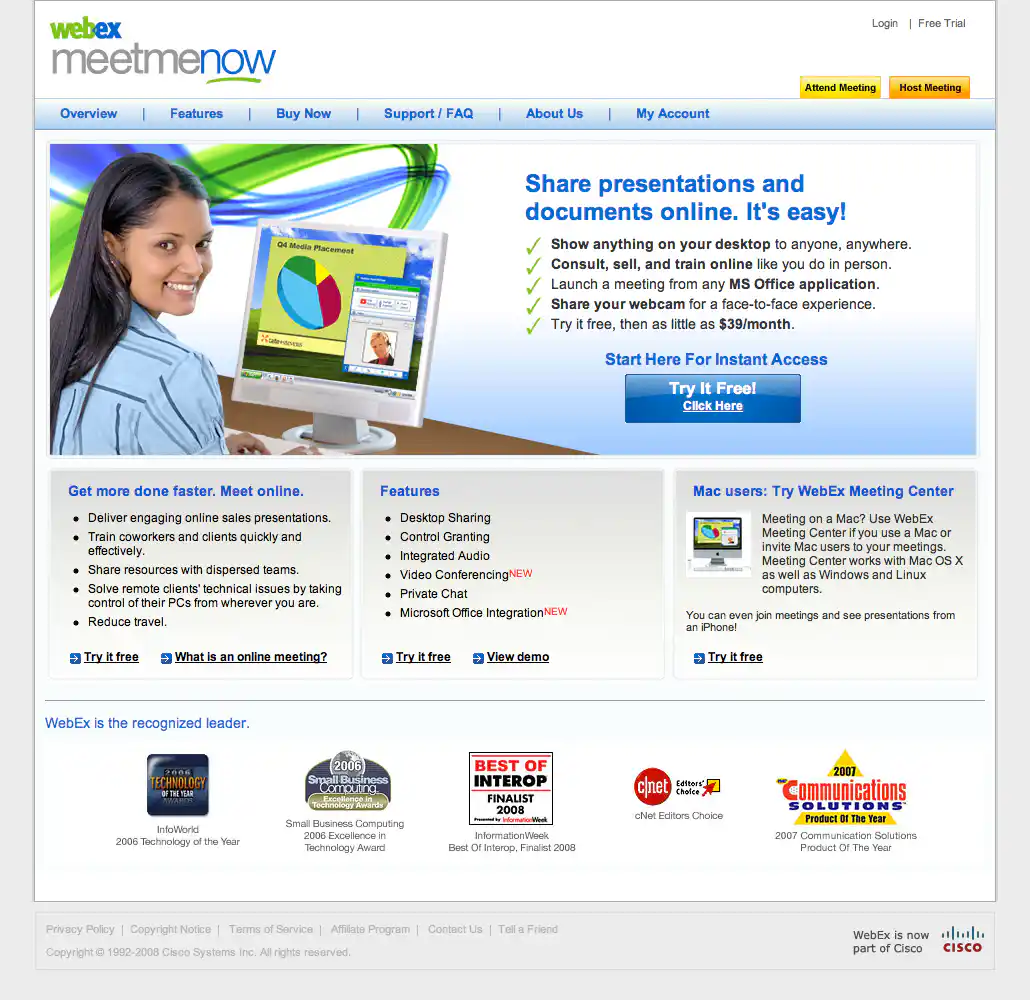 webex
meetmenow
Login | Free Trial
Attend Meeting
Host Meeting
Overview | Features | Buy Now | Support / FAQ | About Us | My Account
Q4 Media Placement
Share presentations and
documents online. It's easy!
Show anything on your desktop to anyone, anywhere.
Consult, sell, and train online like you do in person.
Launch a meeting from any MS Office application.
Share your webcam for a face-to-face experience.
Try it free, then as little as $39/month.
Start Here For Instant Access
Try It Free!
Click Here
Get more done faster. Meet online.
Deliver engaging online sales presentations.
Train coworkers and clients quickly and
effectively.
Share resources with dispersed teams.
Solve remote clients' technical issues by taking
control of their PCs from wherever you are.
Reduce travel.
Try it free
What is an online meeting?
Features
Desktop Sharing
Control Granting
Integrated Audio
Video ConferencingNEW
Private Chat
Microsoft Office IntegrationNEW
Try it free
View demo
Mac users: Try WebEx Meeting Center
Meeting on a Mac? Use WebEx
Meeting Center if you use a Mac or
invite Mac users to your meetings.
Meeting Center works with Mac OS X
as well as Windows and Linux
computers.
You can even join meetings and see presentations from
an iPhone!
Try it free
WebEx is the recognized leader.
2006
TECHNOLOGY
OF THE YEAR
AWARDS
InfoWorld
2006 Technology of the Year
2006
Small Business
Computing
Excellence in
Technology Awards
Small Business Computing
2006 Excellence in
Technology Award
BEST OF
INTEROP
FINALIST
2008
Presented by InformationWeek
InformationWeek
Best Of Interop, Finalist 2008
c|net
Editors'
Choice
cNet Editors Choice
2007
Communications
SOLUTIONS
Product Of The Year
2007 Communication Solutions
Product Of The Year
Privacy Policy | Copyright Notice | Terms of Service | Affiliate Program | Contact Us | Tell a Friend
Copyright © 1992-2008 Cisco Systems Inc. All rights reserved.
WebEx is now
part of Cisco
CISCO